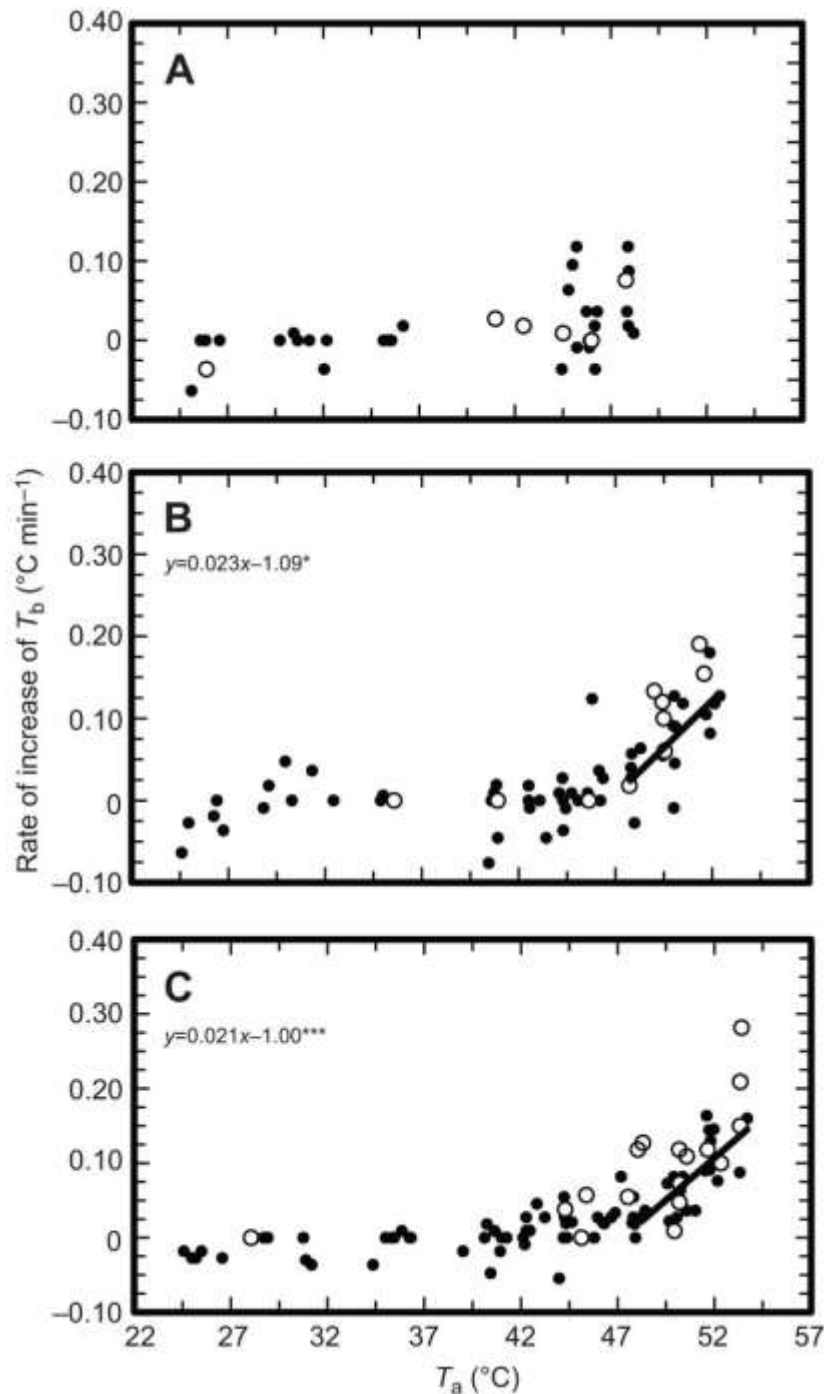 0.40
A
0.30
0.20
0.10
0
–0.10
0.40
B
y=0.023x–1.09*
0.30
0.20
0.10
0
–0.10
Rate of increase of Tb (°C min–1)
0.40
C
y=0.021x–1.00***
0.30
0.20
0.10
0
–0.10
22 27 32 37 42 47 52 57
Ta (°C)